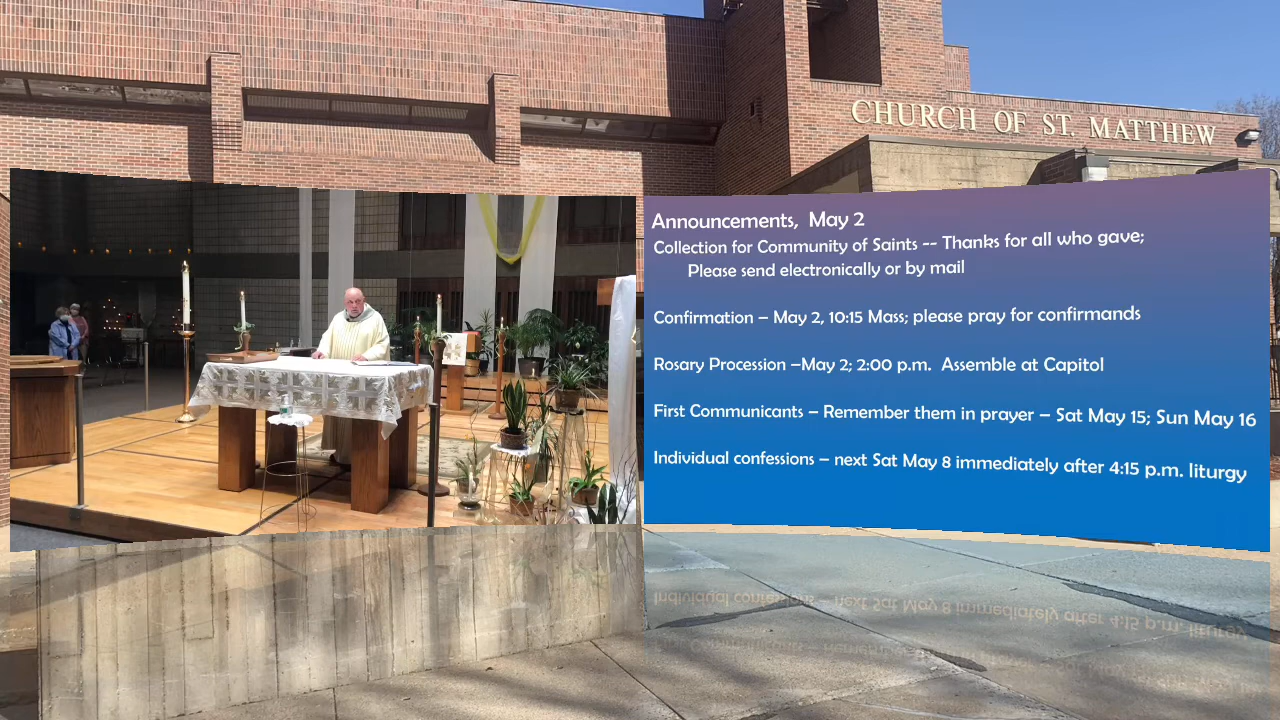 CHURCH OF ST. MATTHEW
Announcements, May 2
Collection for Community of Saints -- Thanks for all who gave;
Please send electronically or by mail
Confirmation – May 2, 10:15 Mass; please pray for confirmands
Rosary Procession –May 2; 2:00 p.m. Assemble at Capitol
First Communicants – Remember them in prayer – Sat May 15; Sun May 16
Individual confessions – next Sat May 8 immediately after 4:15 p.m. liturgy